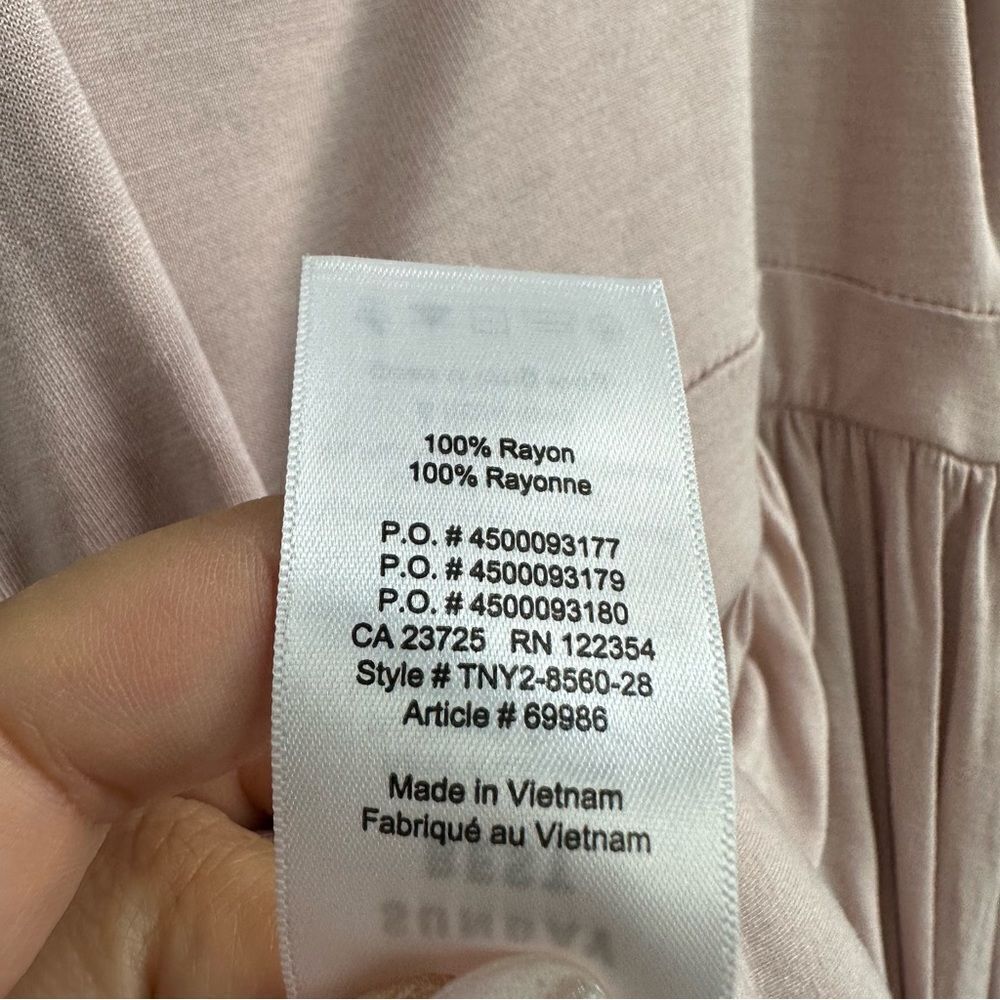 100% Rayon
100% Rayonne
P.O. # 4500093177
P.O. # 4500093179
P.O. # 4500093180
CA 23725 RN 122354
Style # TNY2-8560-28
Article # 69986
Made in Vietnam
Fabriqué au Vietnam